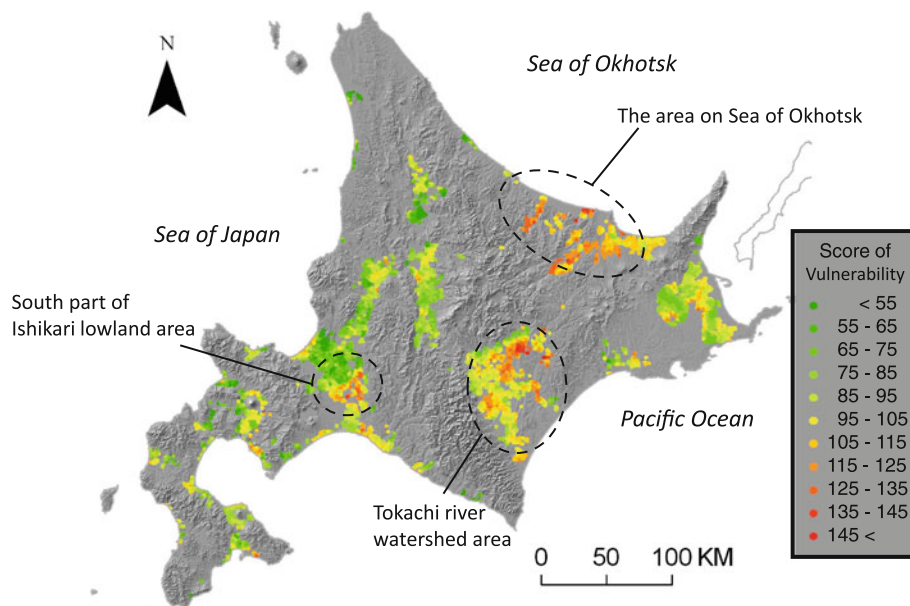 N
Sea of Okhotsk
The area on Sea of Okhotsk
Sea of Japan
South part of
Ishikari lowland area
Pacific Ocean
Tokachi river
watershed area
0 50 100 KM
Score of
Vulnerability
< 55
55 - 65
65 - 75
75 - 85
85 - 95
95 - 105
105 - 115
115 - 125
125 - 135
135 - 145
145 <